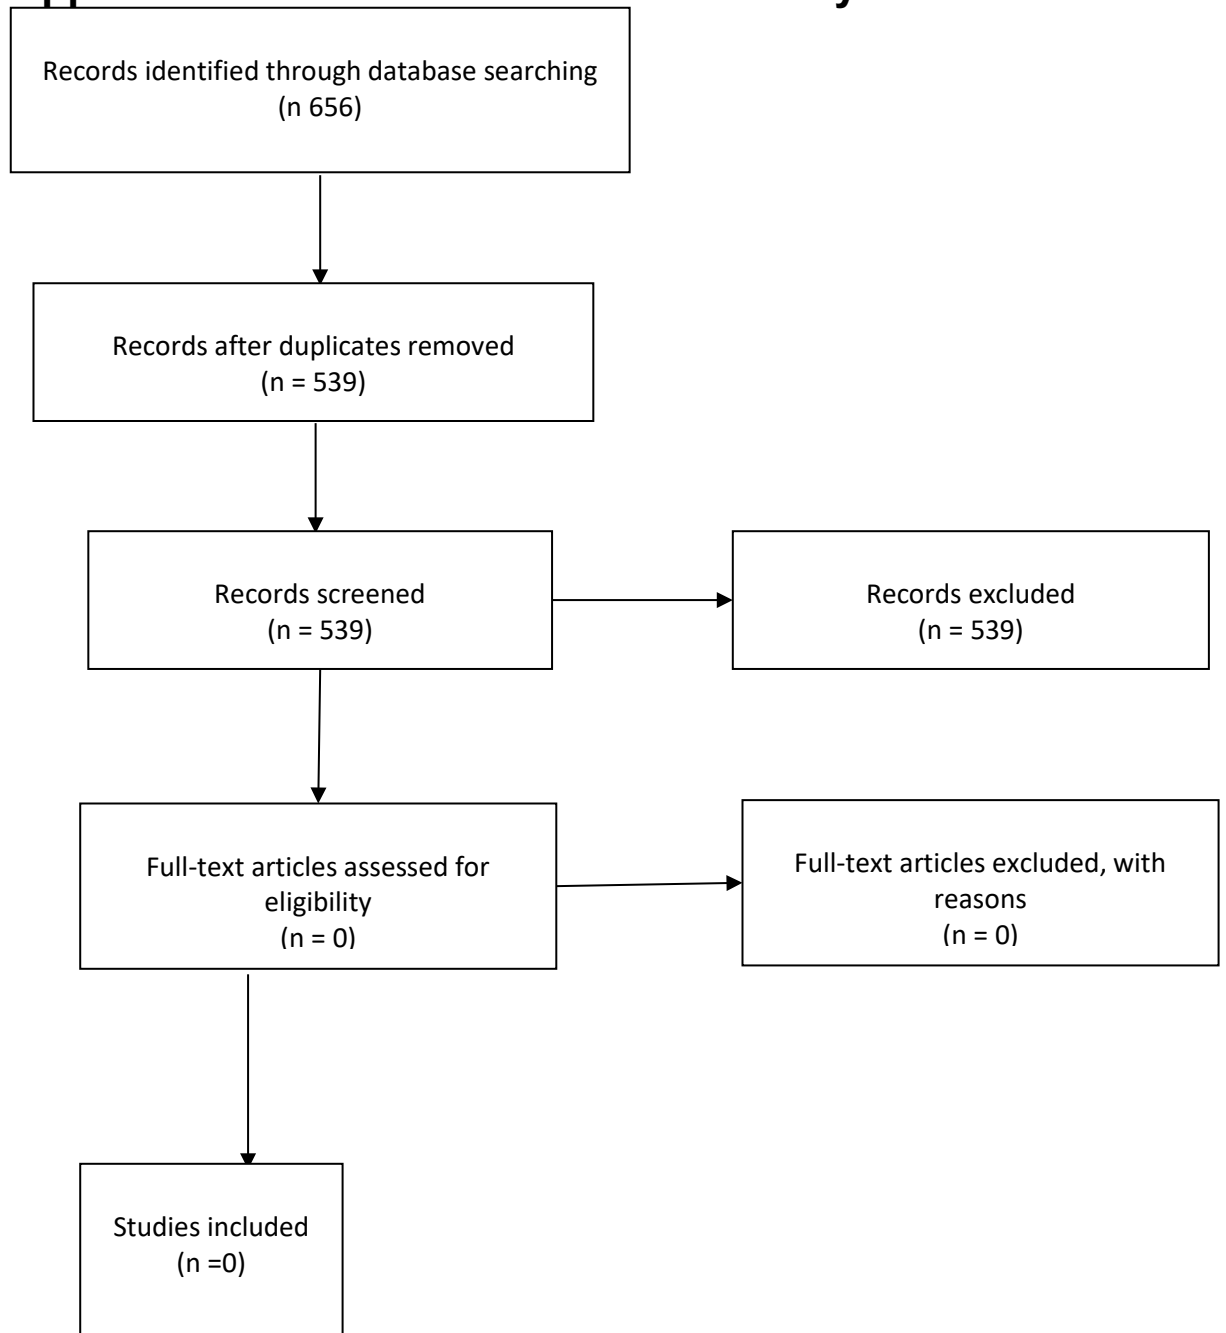 Records identified through database searching
(n 656)
Records after duplicates removed
(n = 539)
Records screened
(n = 539)
Records excluded
(n = 539)
Full-text articles assessed for
eligibility
(n = 0)
Full-text articles excluded, with
reasons
(n = 0)
Studies included
(n =0)